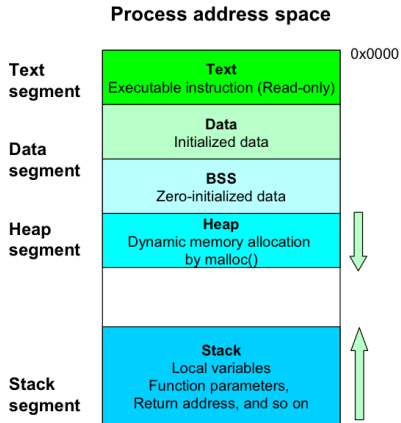 Process address space
0x0000
Text
segment
Text
Executable instruction (Read-only)
Data
segment
Data
Initialized data
BSS
Zero-initialized data
Heap
segment
Heap
Dynamic memory allocation
by malloc()
Stack
segment
Stack
Local variables
Function parameters,
Return address, and so on